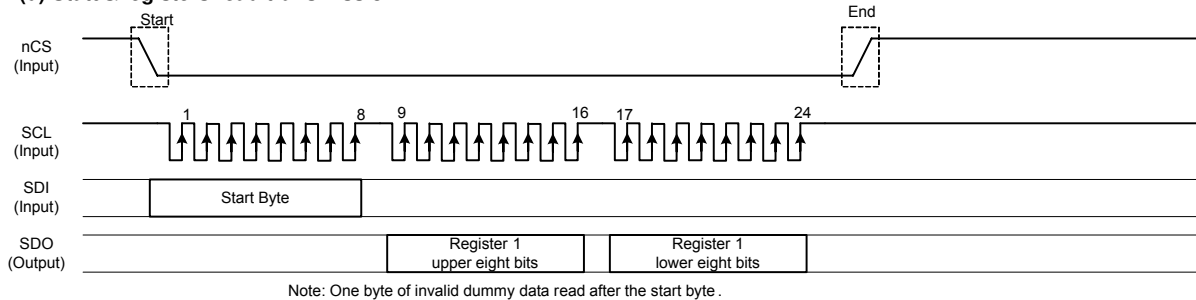 Start
End
nCS
(Input)
1
8
9
16
17
24
SCL
(Input)
SDI
(Input)
Start Byte
SDO
(Output)
Register 1
upper eight bits
Register 1
lower eight bits
Note: One byte of invalid dummy data read after the start byte .